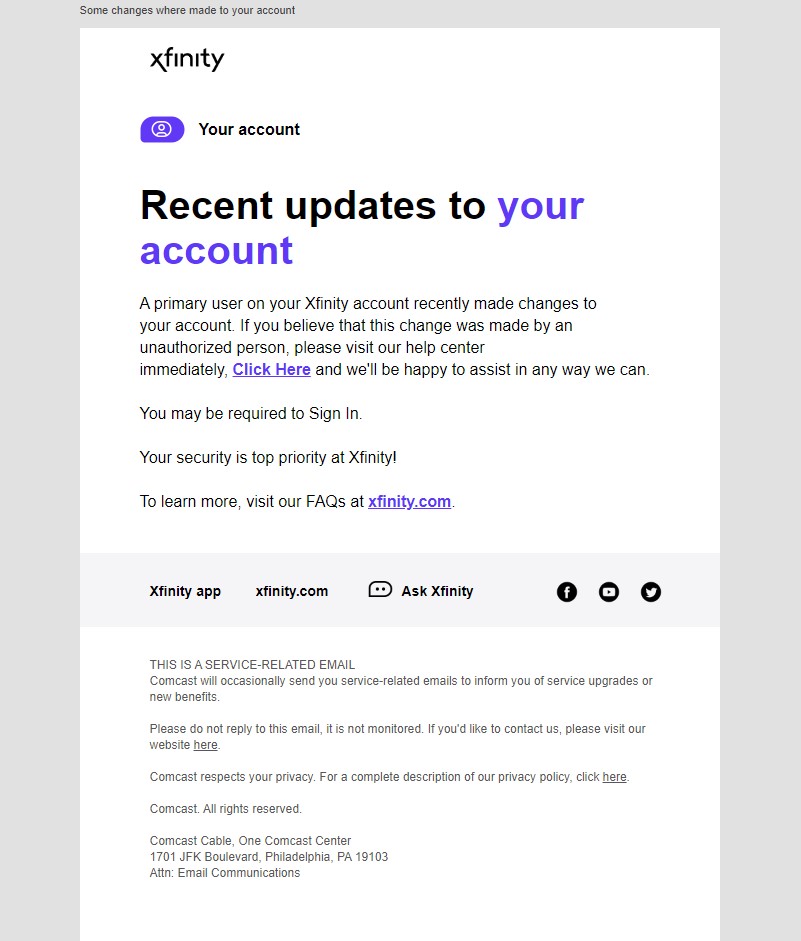 Some changes where made to your account
xfinity
Your account
Recent updates to your
account
A primary user on your Xfinity account recently made changes to
your account. If you believe that this change was made by an
unauthorized person, please visit our help center
immediately, Click Here and we'll be happy to assist in any way we can.
You may be required to Sign In.
Your security is top priority at Xfinity!
To learn more, visit our FAQs at xfinity.com.
Xfinity app xfinity.com Ask Xfinity
THIS IS A SERVICE-RELATED EMAIL
Comcast will occasionally send you service-related emails to inform you of service upgrades or
new benefits.
Please do not reply to this email, it is not monitored. If you'd like to contact us, please visit our
website here.
Comcast respects your privacy. For a complete description of our privacy policy, click here.
Comcast. All rights reserved.
Comcast Cable, One Comcast Center
1701 JFK Boulevard, Philadelphia, PA 19103
Attn: Email Communications